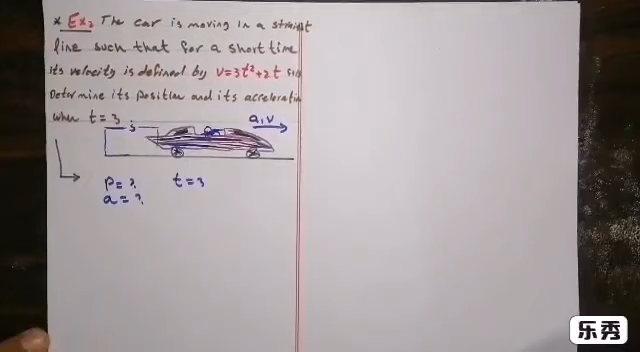 * Ex: The car is moving in a straight
line such that for a short time
its velocity is defined by v=3t²+2t
Determine its position and its acceleration
when t=3
a,v
s
P=? t=3
a=?
乐秀